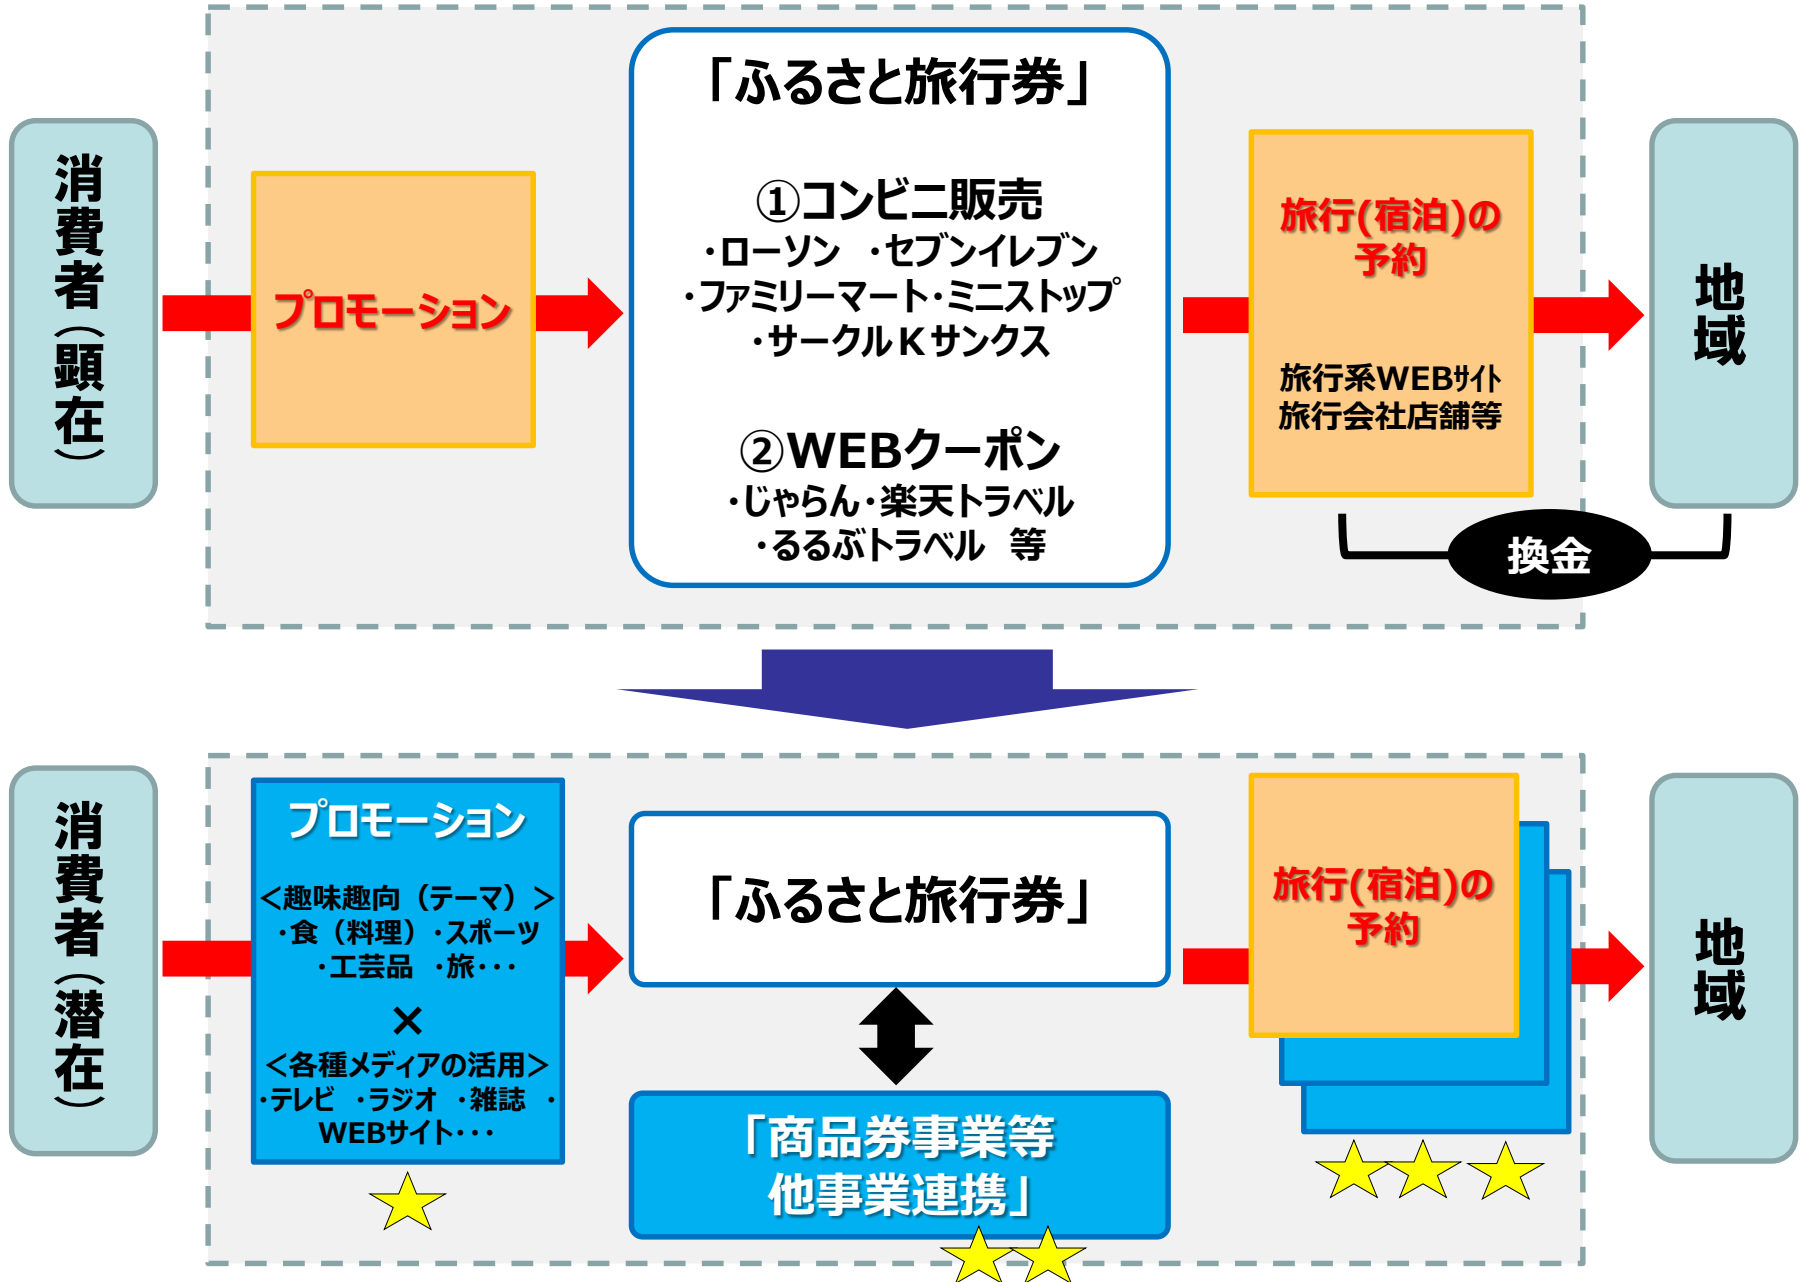 消費者（顕在）
プロモーション
「ふるさと旅行券」
①コンビニ販売
・ローソン　・セブンイレブン
・ファミリーマート・ミニストップ
・サークルＫサンクス
②WEBクーポン
・じゃらん・楽天トラベル
・るるぶトラベル　等
旅行(宿泊)の
予約
旅行系WEBｻｲﾄ
旅行会社店舗等
地域
換金
消費者（潜在）
プロモーション
＜趣味趣向（テーマ）＞
・食（料理）・スポーツ
・工芸品　・旅・・・
×
＜各種メディアの活用＞
・テレビ　・ラジオ　・雑誌　・
WEBサイト・・・
「ふるさと旅行券」
「商品券事業等
他事業連携」
旅行(宿泊)の
予約
地域